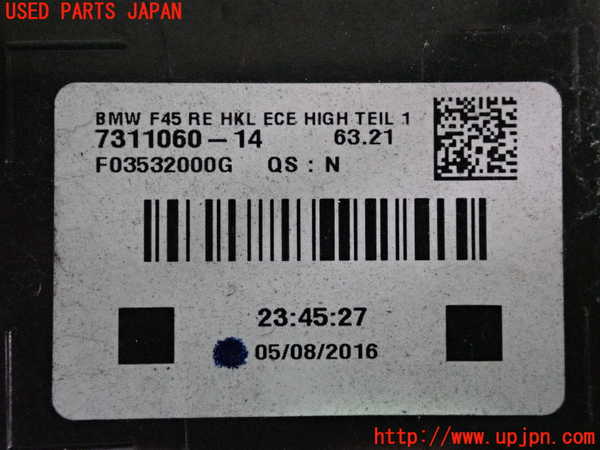 USED PARTS JAPAN
BMW F45 RE HKL ECE HIGH TEIL 1
7311060-14 63.21
F03532000G QS : N
23:45:27
05/08/2016
http://www.upjpn.com/